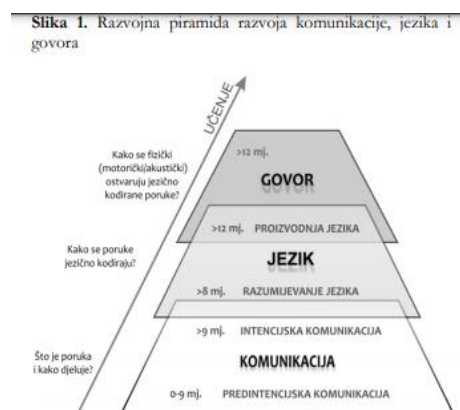 Slika 1. Razvojna piramida razvoja komunikacije, jezika i
govora
UČENJE
Kako se fizički
(motorički/akustički)
ostvaruju jezično
kodirane poruke?
>12 mj.
GOVOR
>12 mj. PROIZVODNJA JEZIKA
Kako se poruke
jezično kodiraju?
JEZIK
>8 mj. RAZUMIJEVANJE JEZIKA
>9 mj. INTENCIJSKA KOMUNIKACIJA
Što je poruka
i kako djeluje?
KOMUNIKACIJA
0-9 mj. PREDINTENCIJSKA KOMUNIKACIJA